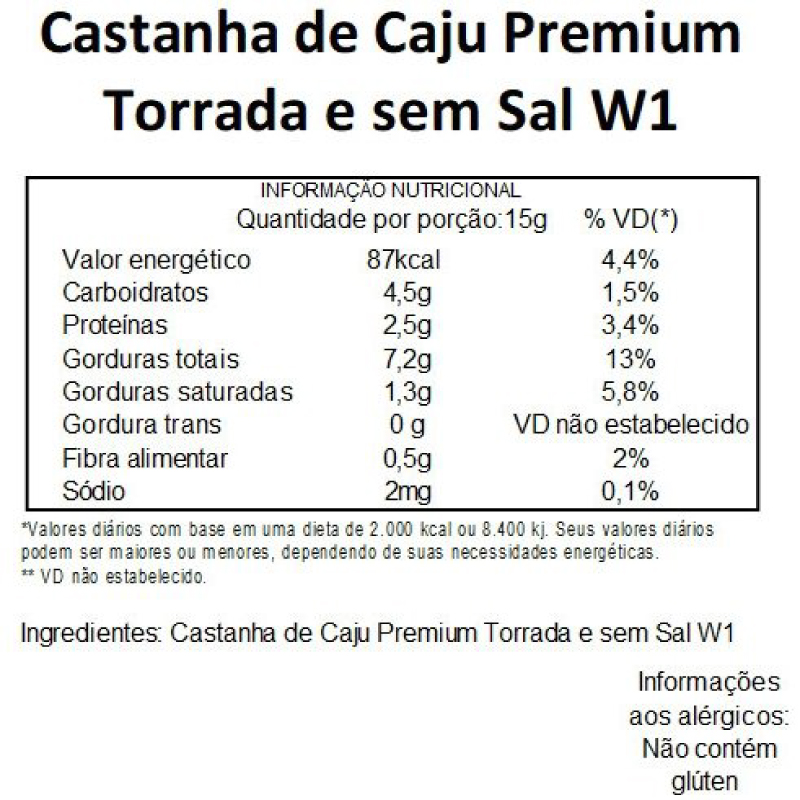 Castanha de Caju Premium
Torrada e sem Sal W1
INFORMAÇÃO NUTRICIONAL
Quantidade por porção:15g % VD(*)
Valor energético 87kcal 4,4%
Carboidratos 4,5g 1,5%
Proteínas 2,5g 3,4%
Gorduras totais 7,2g 13%
Gorduras saturadas 1,3g 5,8%
Gordura trans 0 g VD não estabelecido
Fibra alimentar 0,5g 2%
Sódio 2mg 0,1%
*Valores diários com base em uma dieta de 2.000 kcal ou 8.400 kj. Seus valores diários
podem ser maiores ou menores, dependendo de suas necessidades energéticas.
** VD não estabelecido.
Ingredientes: Castanha de Caju Premium Torrada e sem Sal W1
Informações
aos alérgicos:
Não contém
glúten